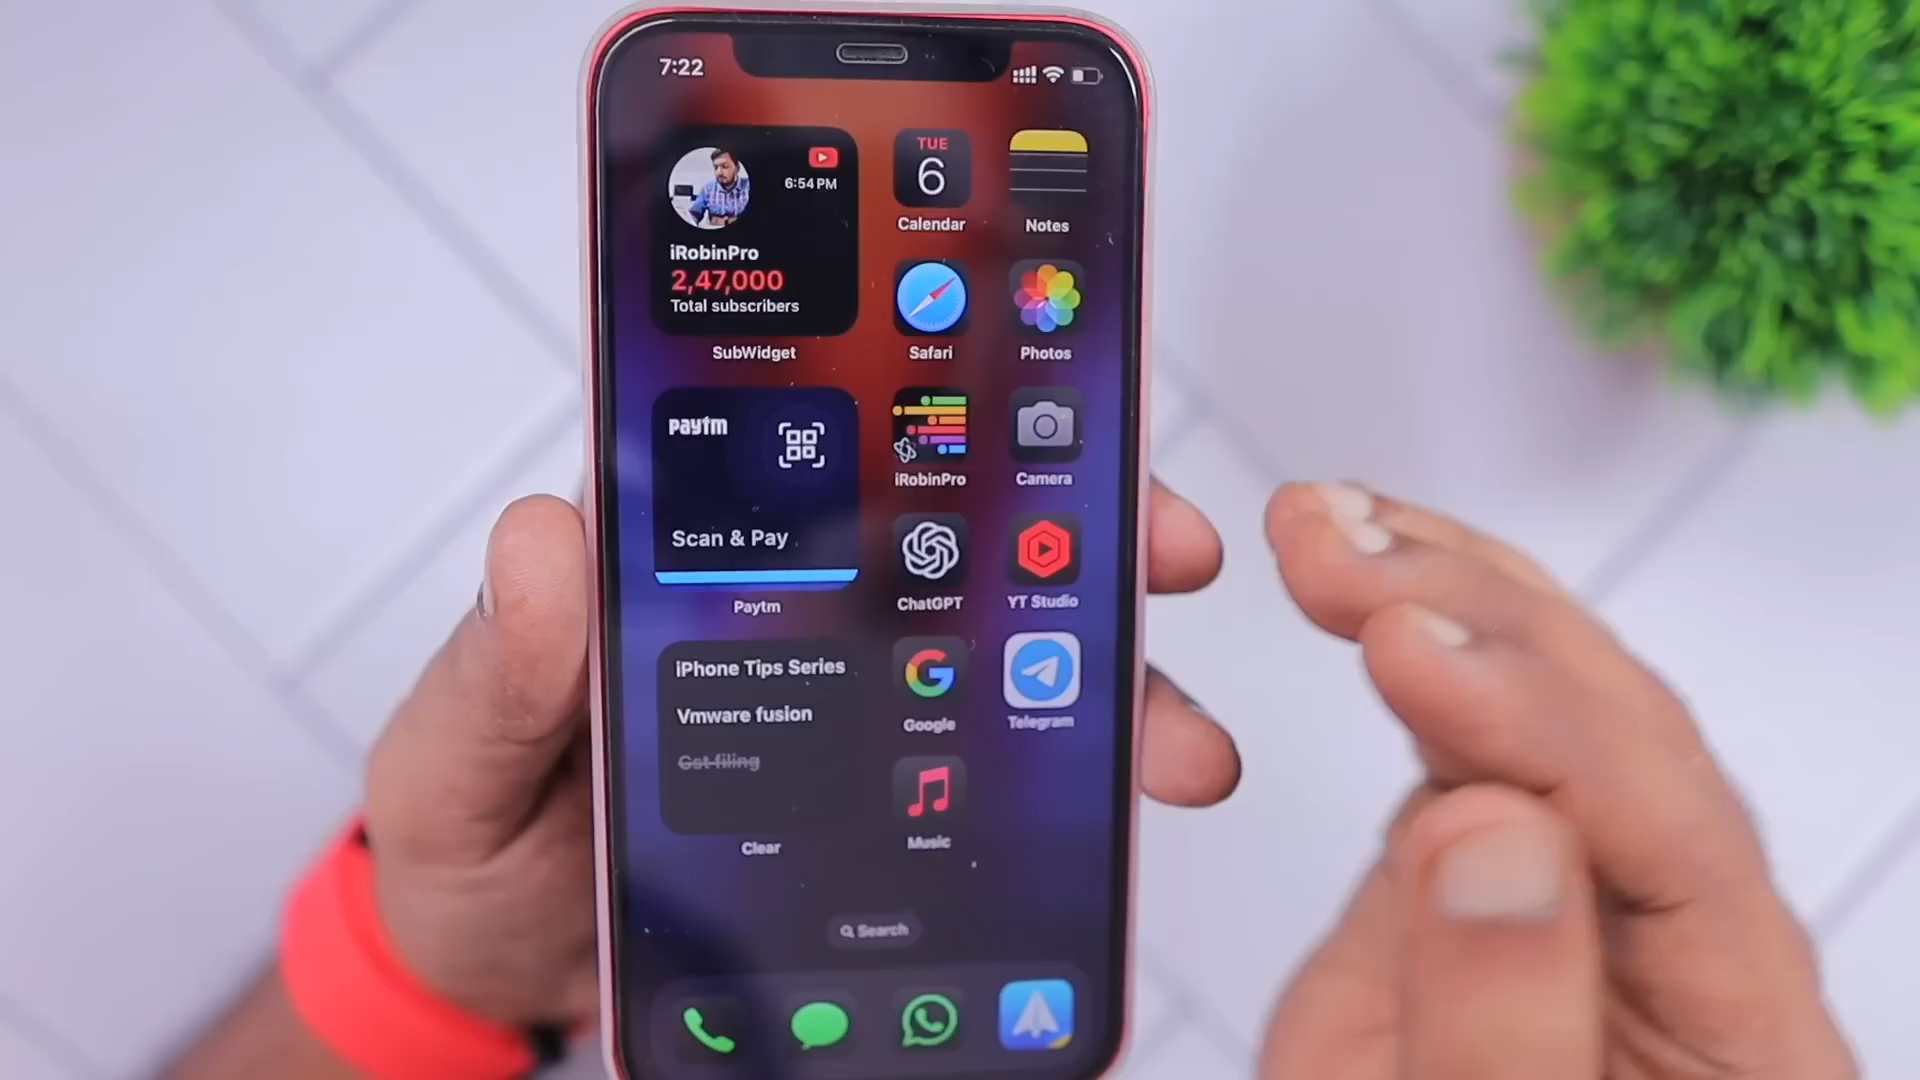 7:22
6:54 PM
iRobinPro
2,47,000
Total subscribers
SubWidget
TUE
6
Calendar
Notes
Safari
Photos
paytm
Scan & Pay
Paytm
iRobinPro
Camera
ChatGPT
YT Studio
iPhone Tips Series
Vmware fusion
Gst filing
Clear
Google
Telegram
Music
Search